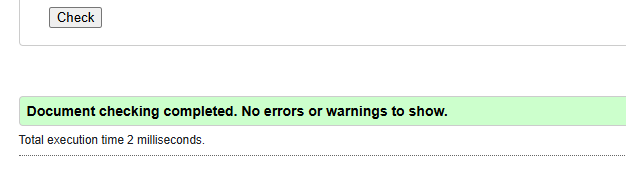 Check
Document checking completed. No errors or warnings to show.
Total execution time 2 milliseconds.